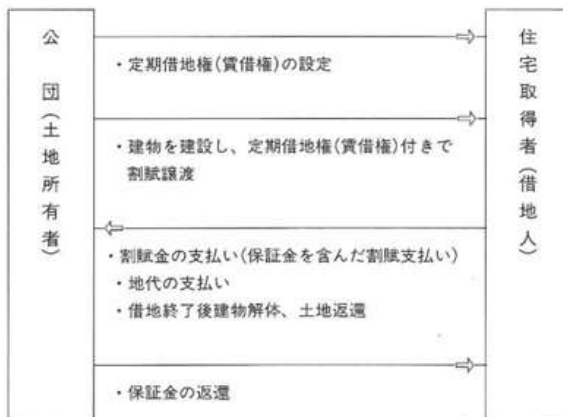 公団(土地所有者)
・定期借地権(賃借権)の設定
・建物を建設し、定期借地権(賃借権)付きで
割賦譲渡
・割賦金の支払い(保証金を含んだ割賦支払い)
・地代の支払い
・借地終了後建物解体、土地返還
・保証金の返還
住宅取得者(借地人)